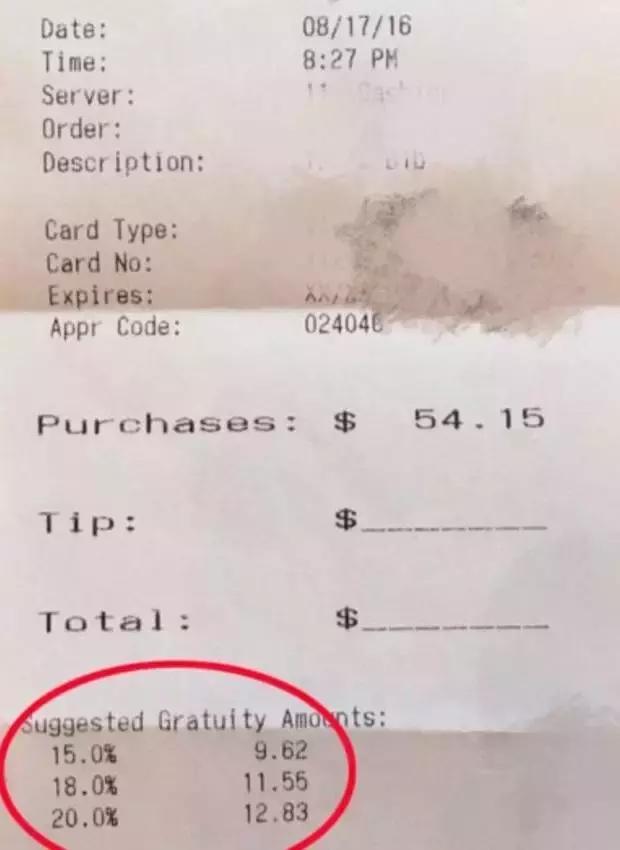 Date: 08/17/16
Time: 8:27 PM
Server: 11
Order:
Description:
Card Type:
Card No:
Expires:
Appr Code: 024046
Purchases: $ 54.15
Tip: $
Total: $
Suggested Gratuity Amounts:
15.0% 9.62
18.0% 11.55
20.0% 12.83